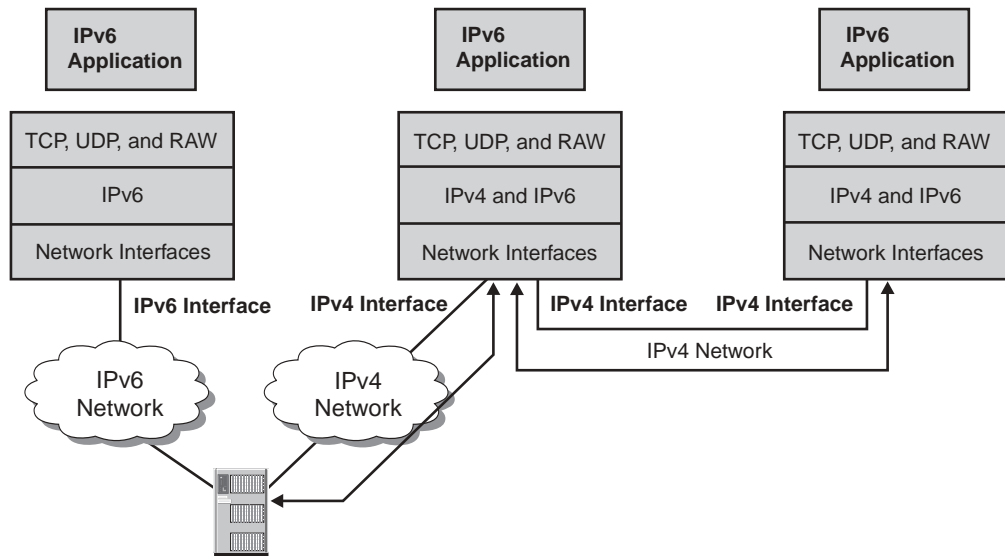 IPv6
Application
IPv6
Application
IPv6
Application
TCP, UDP, and RAW
IPv6
Network Interfaces
TCP, UDP, and RAW
IPv4 and IPv6
Network Interfaces
TCP, UDP, and RAW
IPv4 and IPv6
Network Interfaces
IPv6 Interface
IPv4 Interface
IPv4 Interface
IPv4 Interface
IPv4 Network
IPv6
Network
IPv4
Network